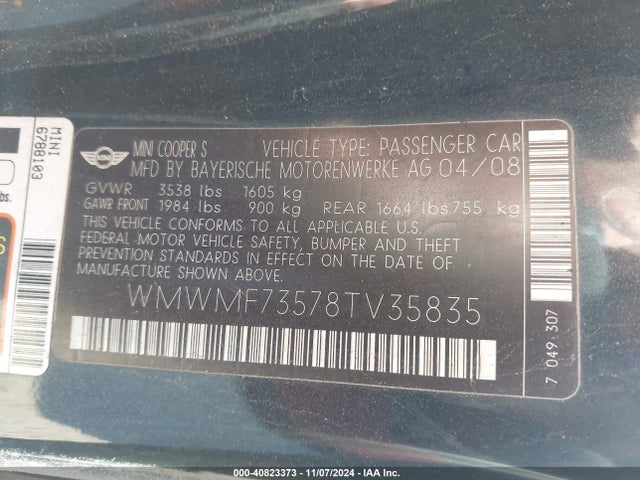 MINI
6788103
lbs.
S
MINI
MINI COOPER S VEHICLE TYPE: PASSENGER CAR
MFD BY BAYERISCHE MOTORENWERKE AG 04/08
GVWR 3538 lbs 1605 kg
GAWR FRONT 1984 lbs 900 kg REAR 1664 lbs 755 kg
THIS VEHICLE CONFORMS TO ALL APPLICABLE U.S.
FEDERAL MOTOR VEHICLE SAFETY, BUMPER AND THEFT
PREVENTION STANDARDS IN EFFECT ON THE DATE OF
MANUFACTURE SHOWN ABOVE.
WMWMF73578TV35835
7 049 307
000-40823373 - 11/07/2024 - IAA Inc.